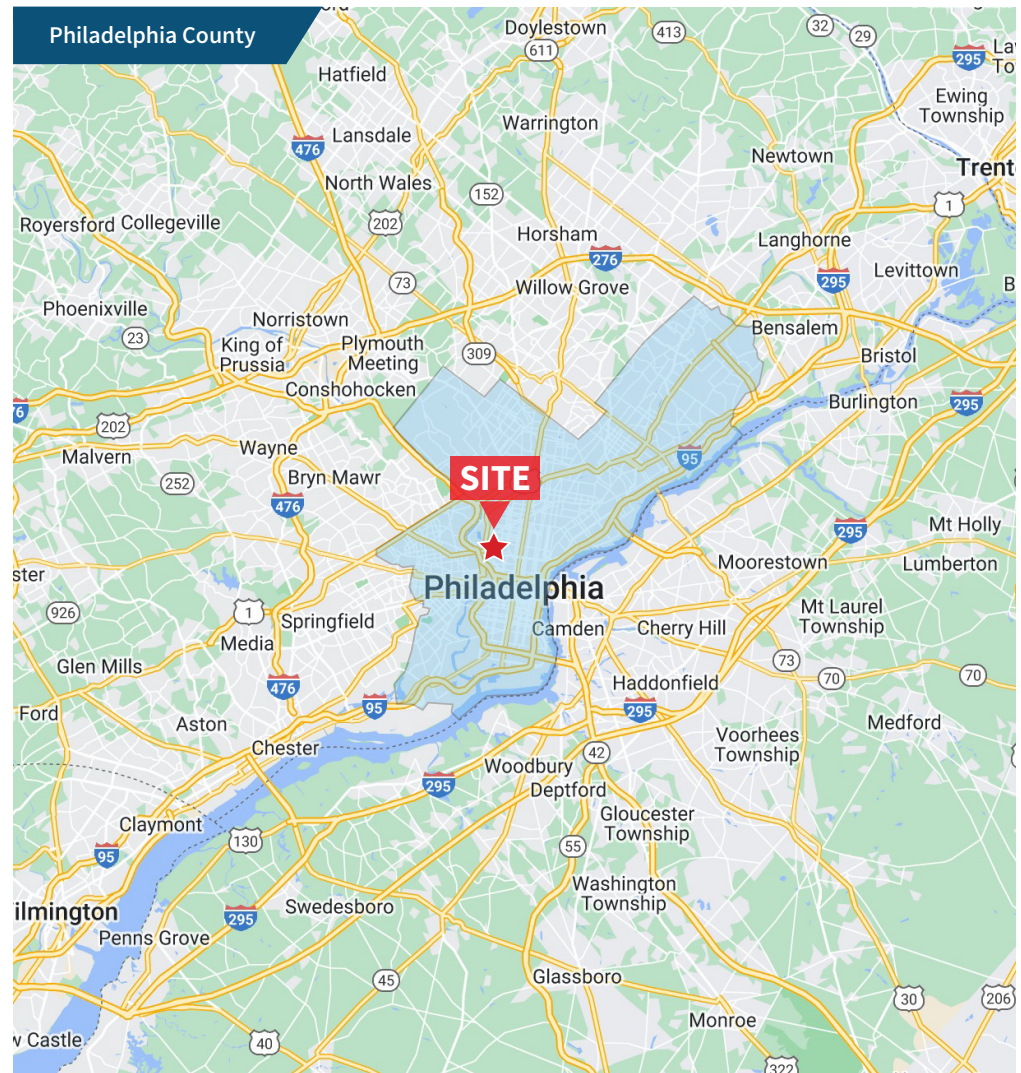 Philadelphia County
Doylestown
413
32
29
611
295
Hatfield
Ewing
Township
Lansdale
Warrington
476
Newtown
Trent
North Wales
152
1
202
Royersford
Collegeville
Horsham
Langhorne
276
Levittown
73
295
Willow Grove
Phoenixville
Norristown
Bensalem
23
King of
Prussia
Plymouth
Meeting
309
Bristol
Conshohocken
Burlington
295
202
Wayne
Malvern
95
252
Bryn Mawr
SITE
476
Mt Holly
295
Moorestown
Lumberton
Philadelphia
926
1
Springfield
Mt Laurel
Township
Camden
Cherry Hill
Media
73
Glen Mills
70
70
476
Haddonfield
95
295
Ford
Aston
Medford
Voorhees
Township
Chester
42
Woodbury
295
Deptford
Gloucester
Township
Claymont
130
55
95
Washington
Township
ilmington
295
Swedesboro
Penns Grove
45
Glassboro
30
206
Monroe
w Castle
40
322